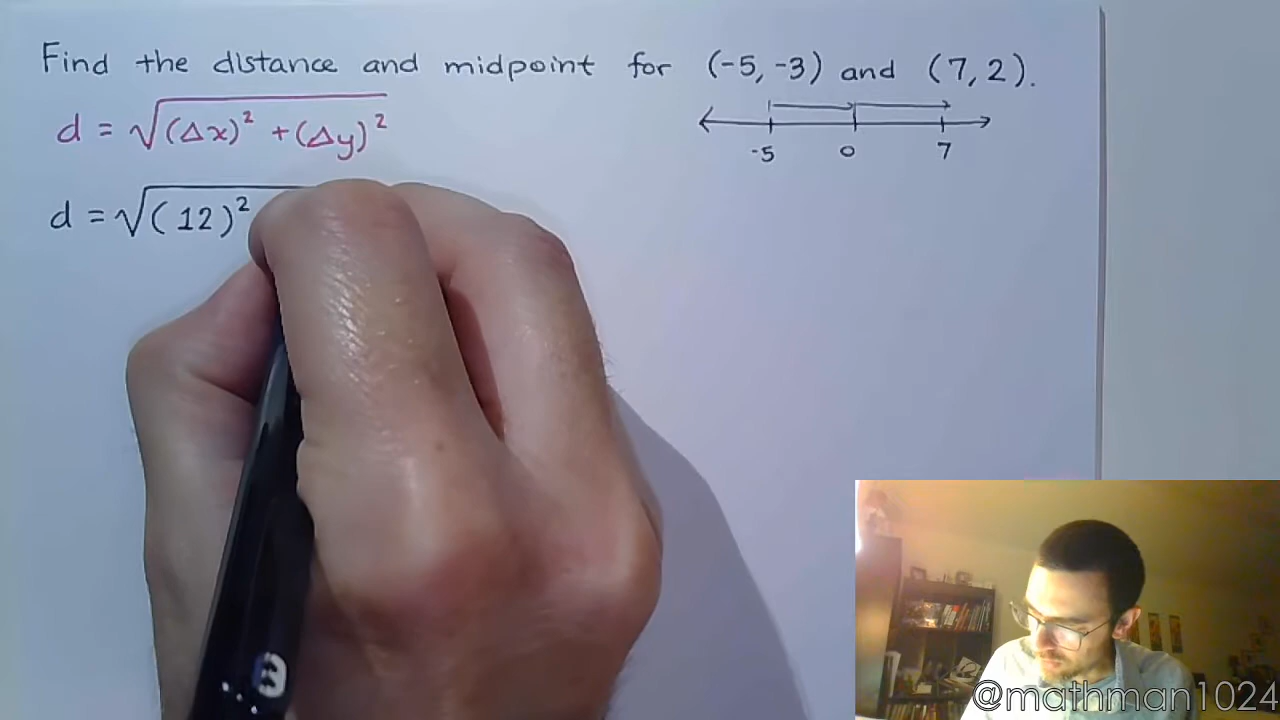 Find the distance and midpoint for (-5, -3) and (7, 2).
d = √(Δx)² + (Δy)²
-5 0 7
d = √(12)²
@mathman1024